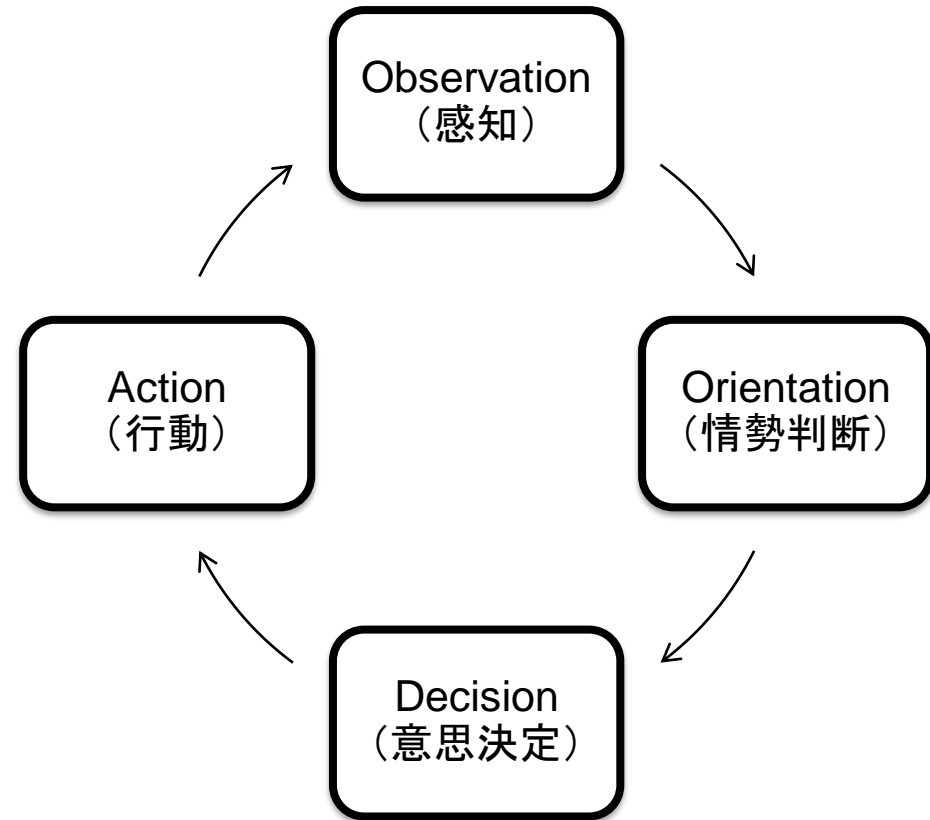 Observation
（感知）
Orientation
（情勢判断）
Decision
（意思決定）
Action
（行動）